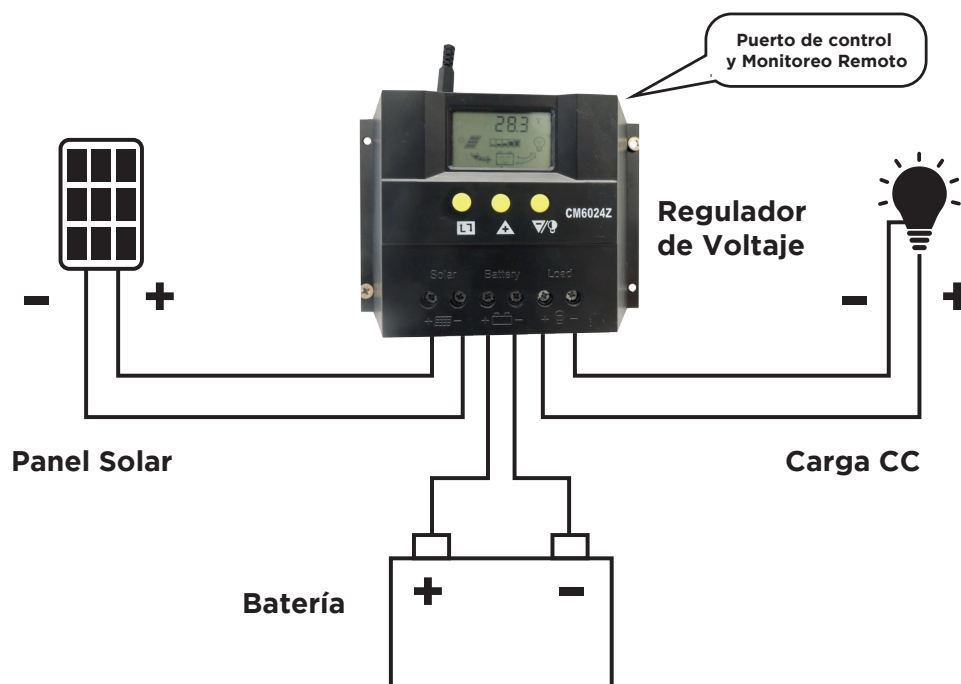 Puerto de control
y Monitoreo Remoto
28.3
CM6024Z
Regulador
de Voltaje
Solar Battery Load
+ - + - + -
- +
- +
Panel Solar
Carga CC
Batería
+ -